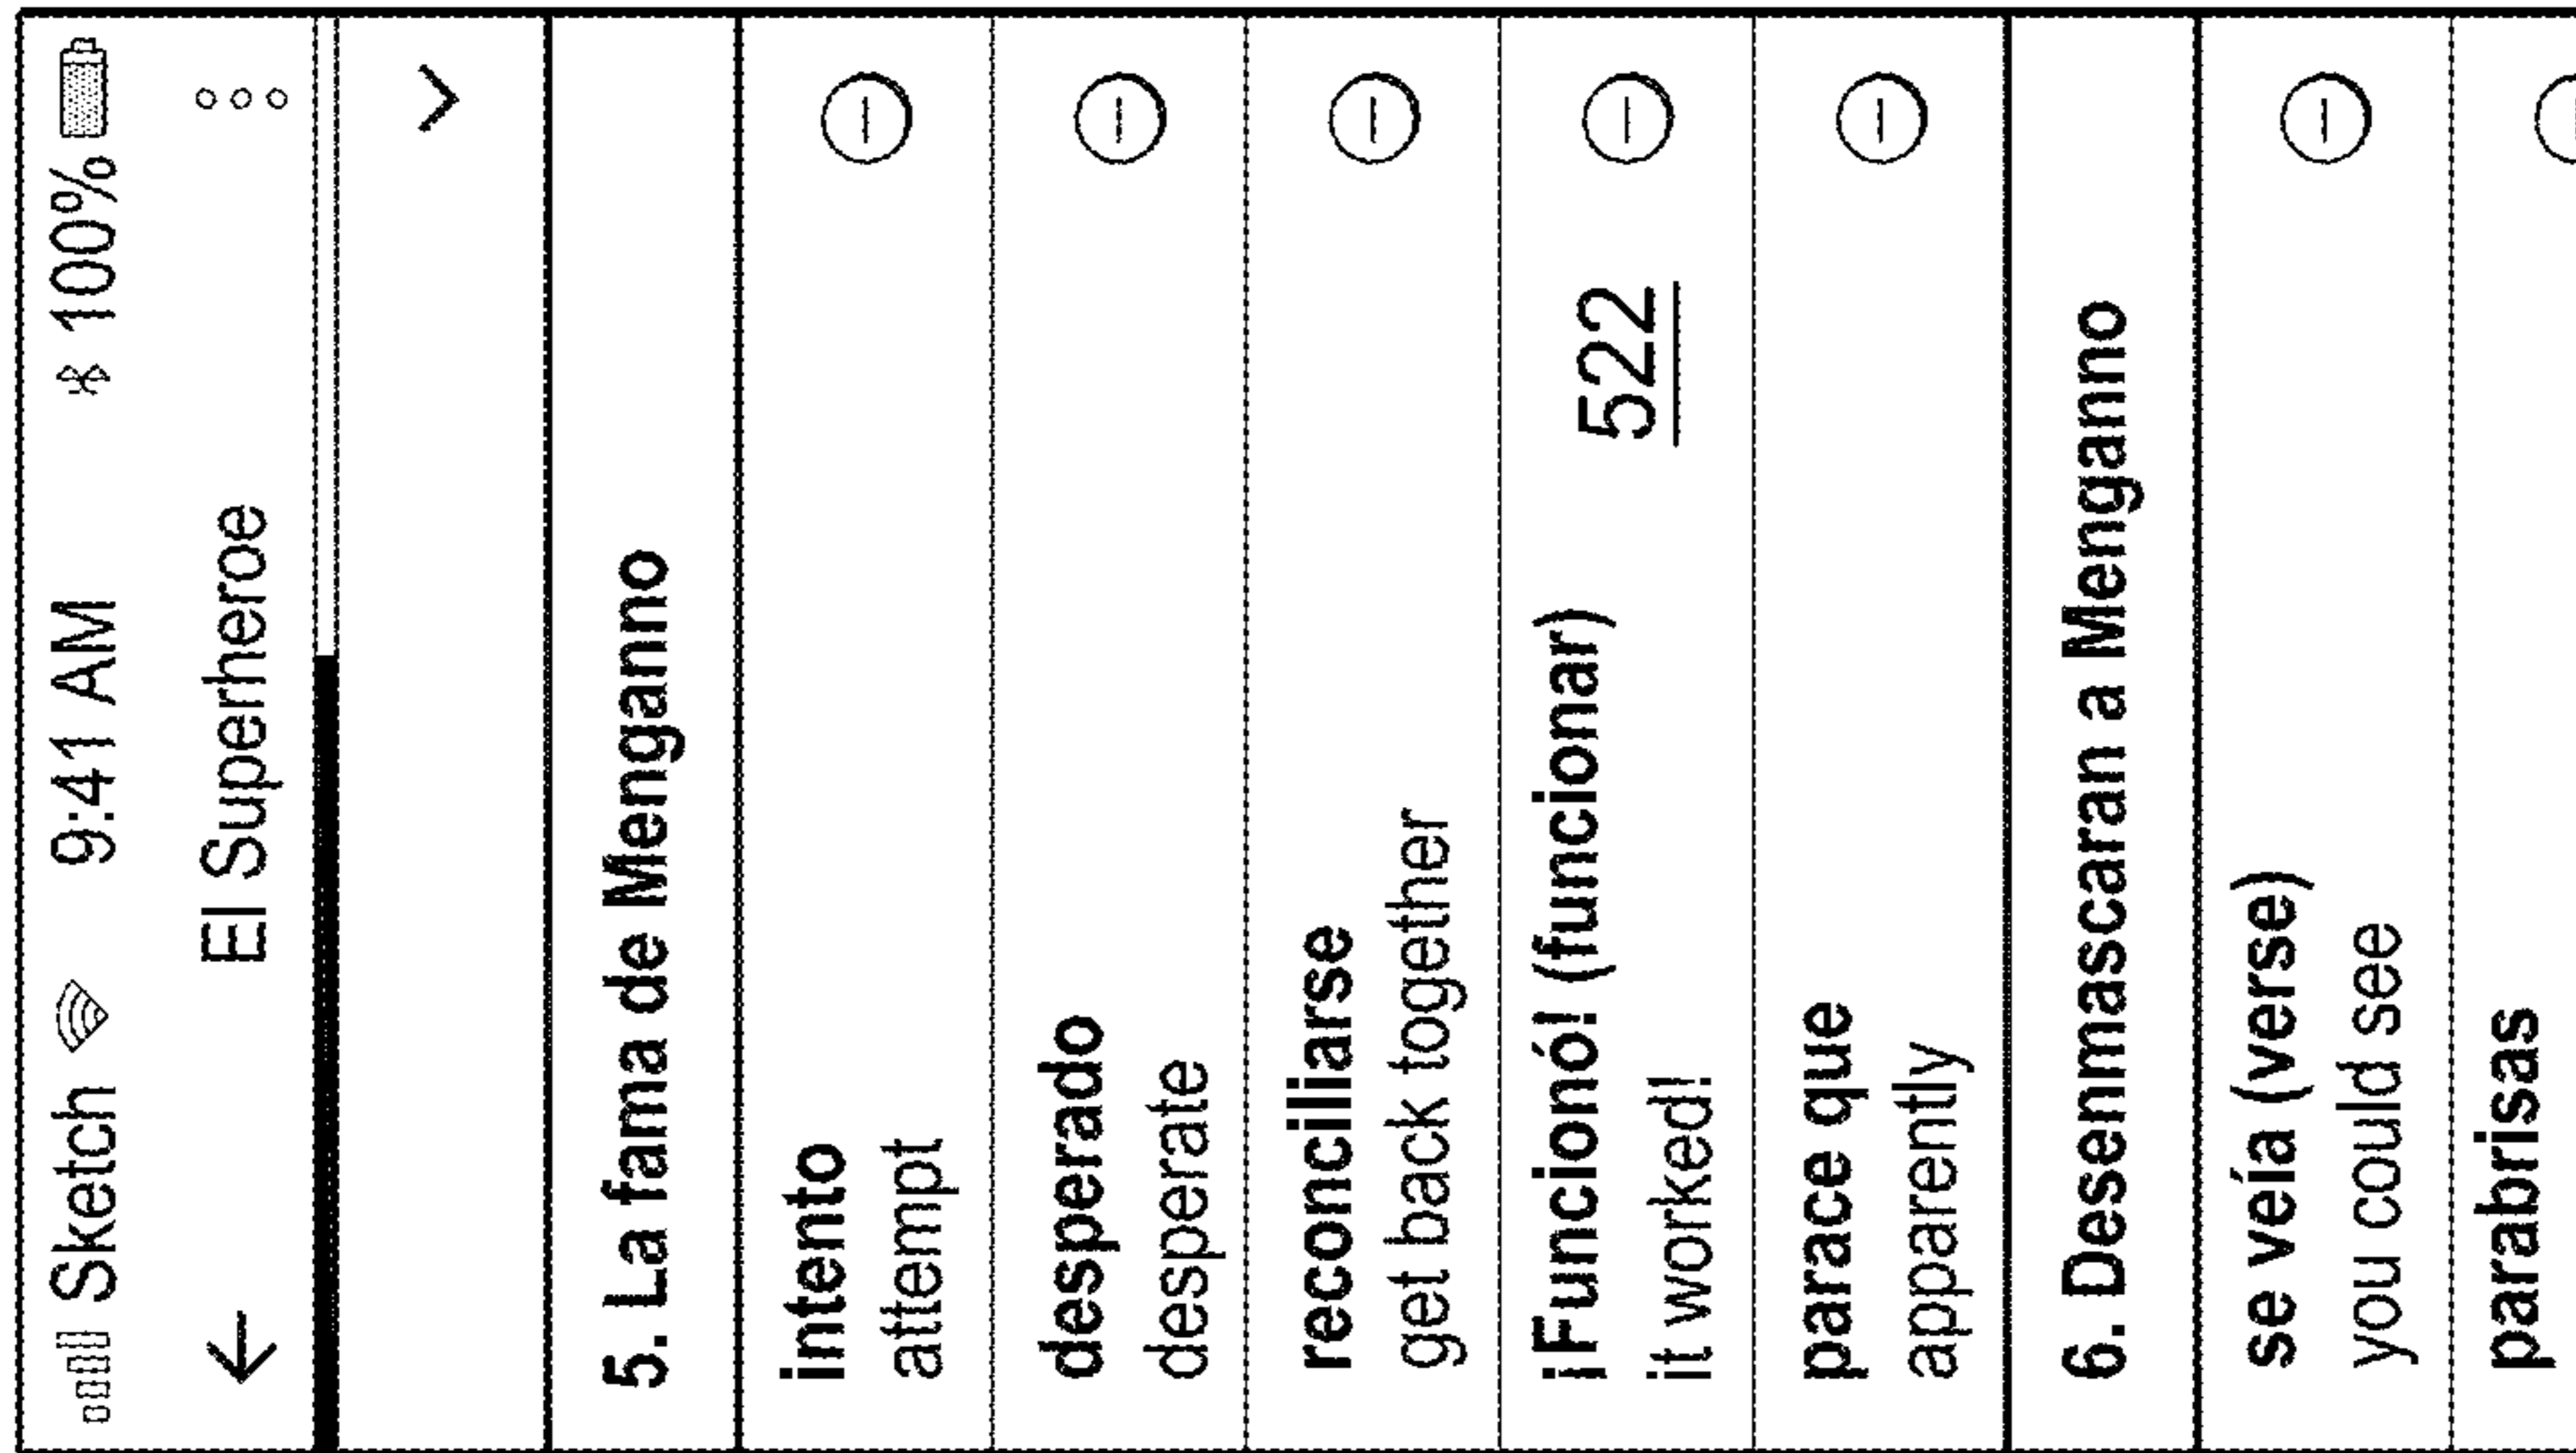 Sketch 9:41 AM 100%
El Superheroe
5. La fama de Menganno
intento
attempt
desperado
desperate
reconciliarse
get back together
¡Funcionó! (funcionar)
it worked!
522
parace que
apparently
6. Desenmascaran a Menganno
se veía (verse)
you could see
parabrisas